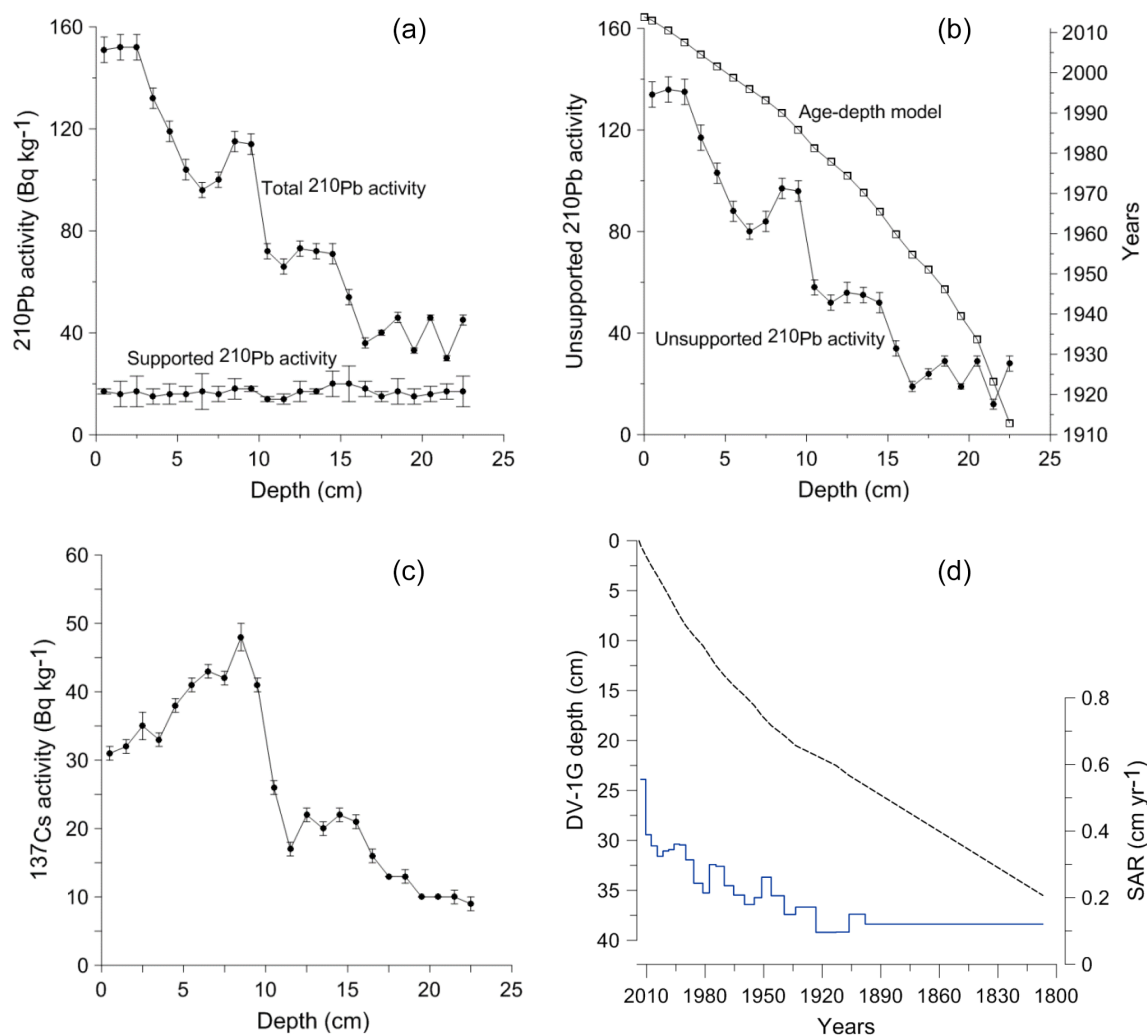 (a)
160
120
80
40
0
210Pb activity (Bq kg-1)
Total 210Pb activity
Supported 210Pb activity
0 5 10 15 20 25
Depth (cm)
(b)
160
120
80
40
0
Unsupported 210Pb activity
Age-depth model
Unsupported 210Pb activity
2010
2000
1990
1980
1970
1960
1950
1940
1930
1920
1910
Years
0 5 10 15 20 25
Depth (cm)
(c)
60
50
40
30
20
10
0
137Cs activity (Bq kg-1)
0 5 10 15 20 25
Depth (cm)
(d)
0
5
10
15
20
25
30
35
40
DV-1G depth (cm)
0.8
0.6
0.4
0.2
0
SAR (cm yr-1)
2010 1980 1950 1920 1890 1860 1830 1800
Years